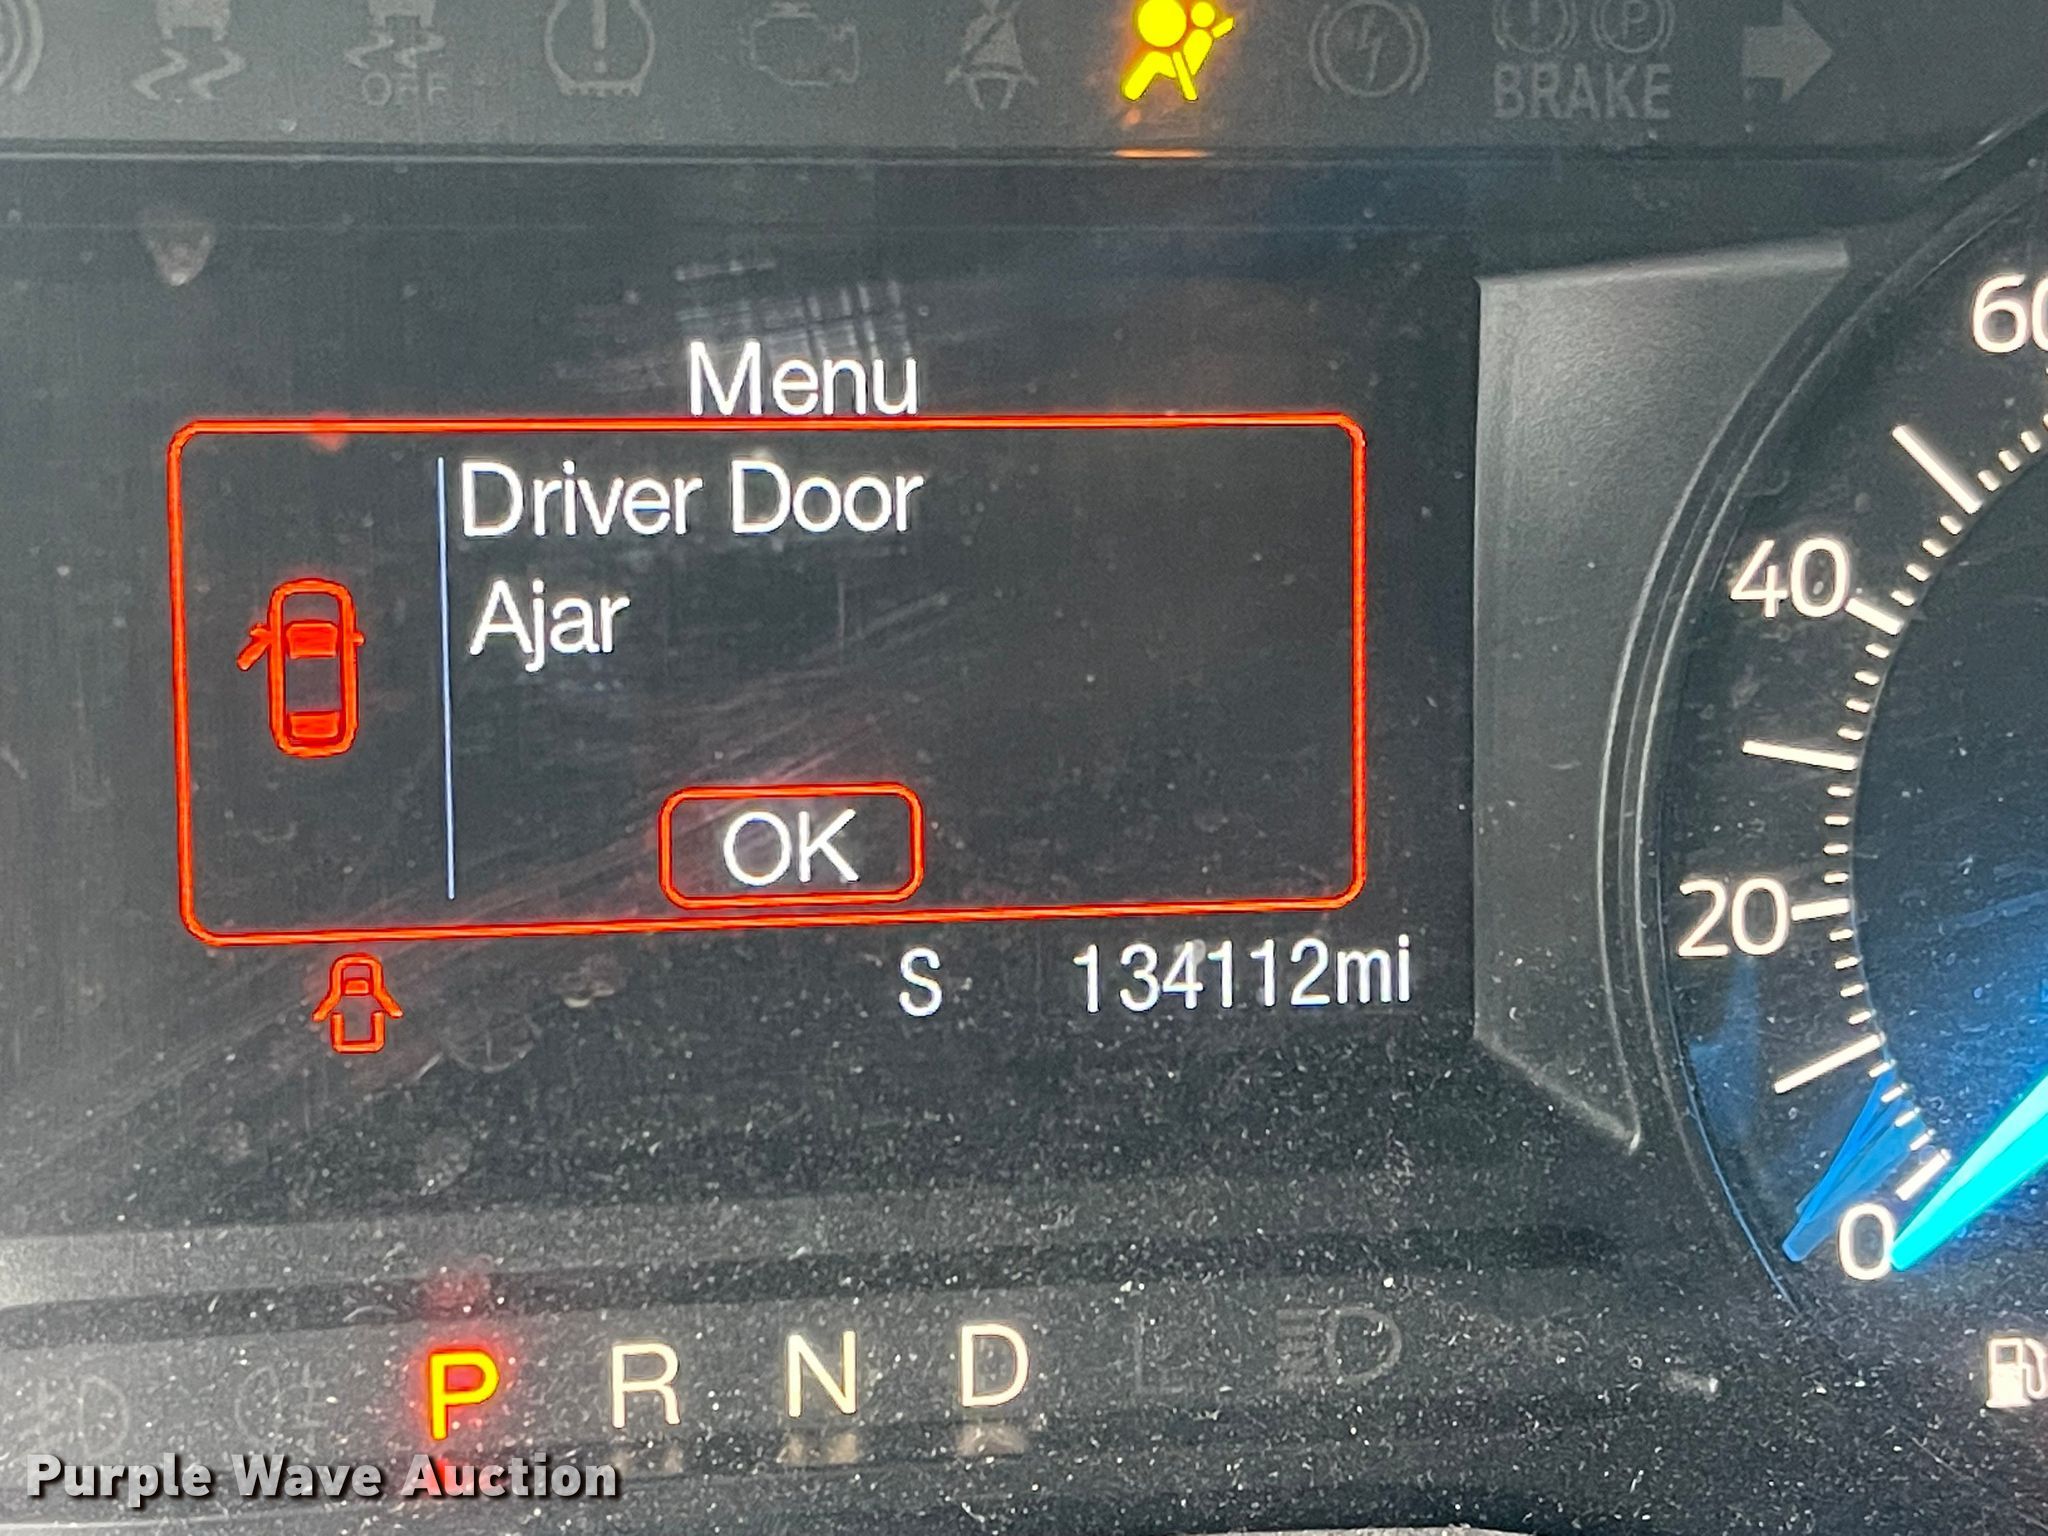 OFF
BRAKE
Menu
Driver Door
Ajar
OK
S 134112mi
60
40
20
0
P R N D L
Purple Wave Auction